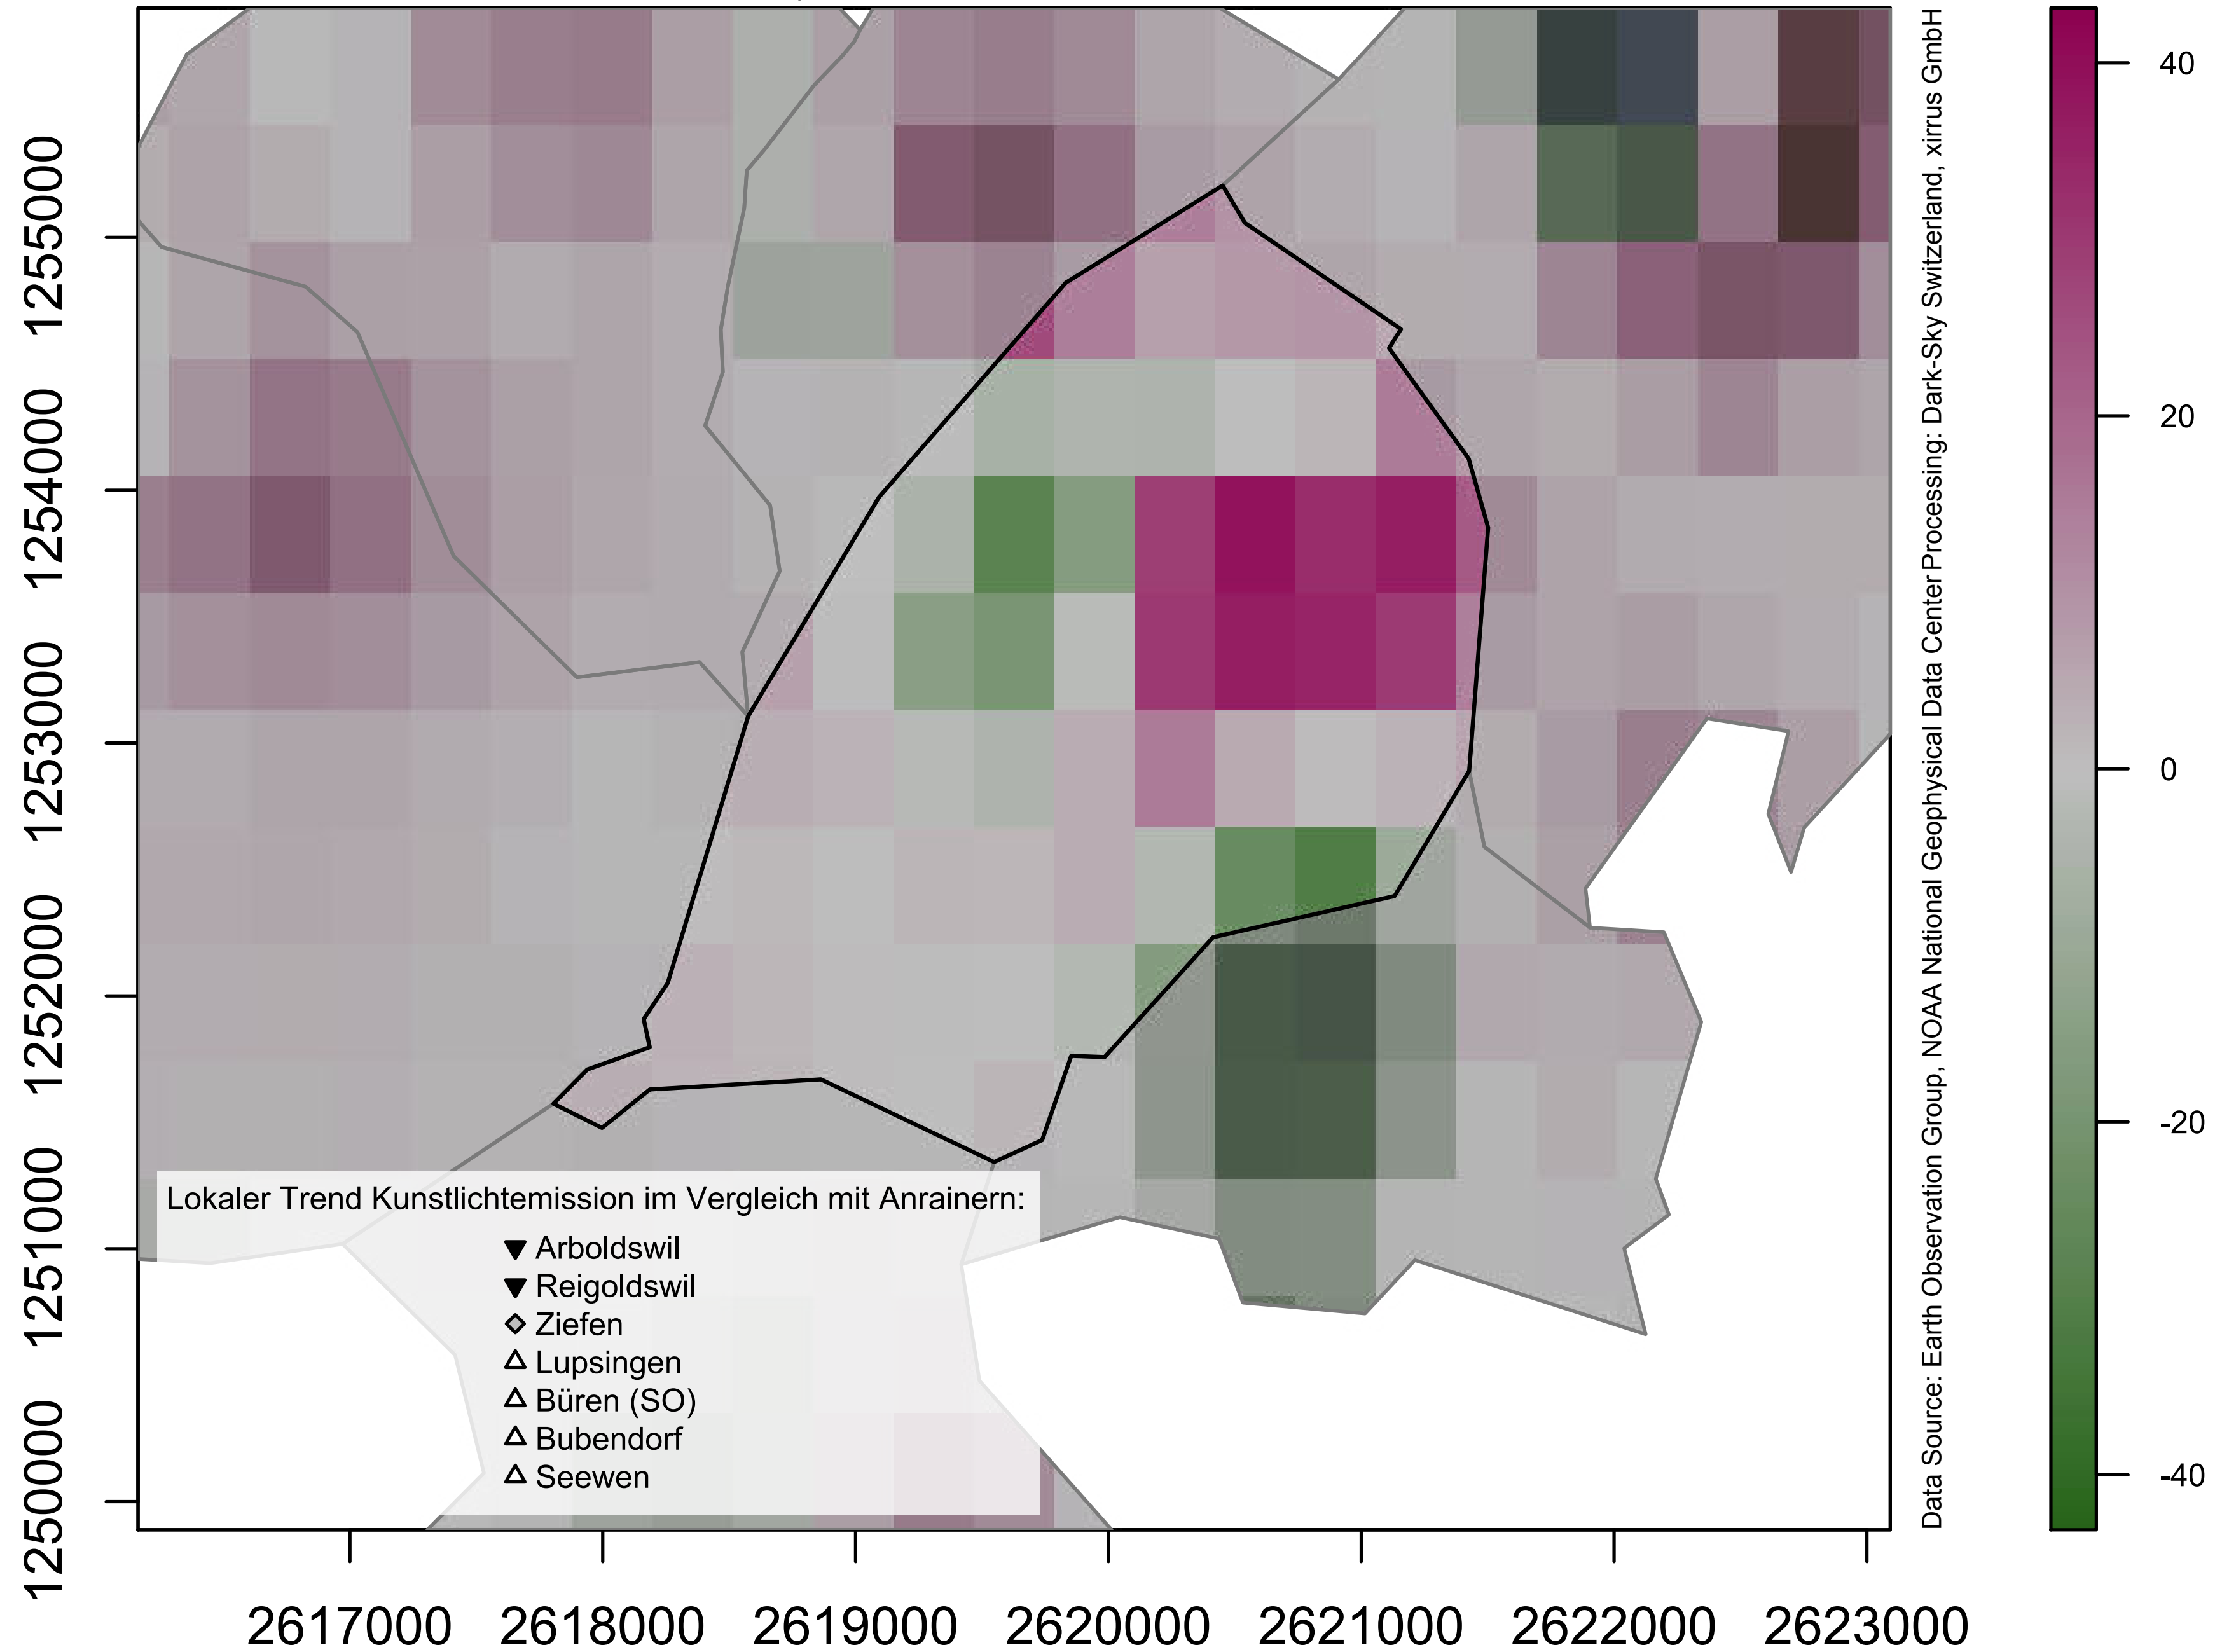 1255000
1254000
1253000
1252000
1251000
1250000
Lokaler Trend Kunstlichtemission im Vergleich mit Anrainern:
▼ Arboldswil
▼ Reigoldswil
◇ Ziefen
△ Lupsingen
△ Büren (SO)
△ Bubendorf
△ Seewen
2617000 2618000 2619000 2620000 2621000 2622000 2623000
Data Source: Earth Observation Group, NOAA National Geophysical Data Center Processing: Dark-Sky Switzerland, xirrus GmbH
40
20
0
-20
-40